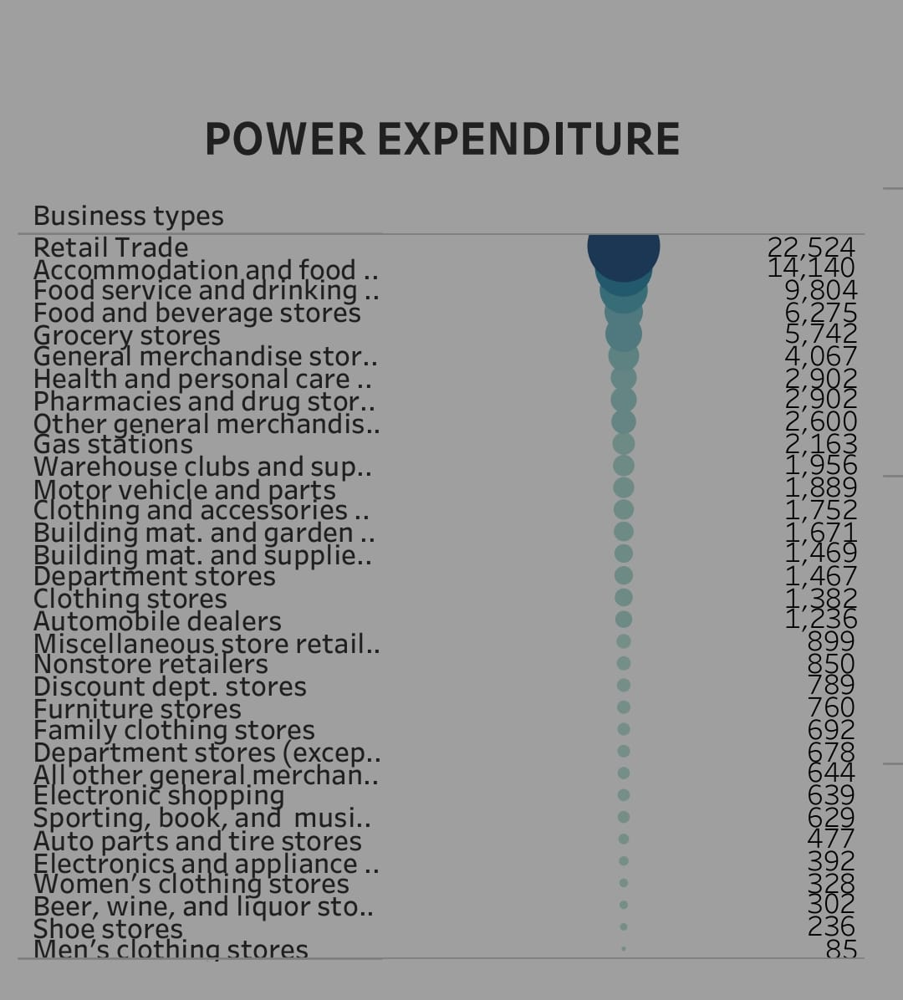 POWER EXPENDITURE
Business types
Retail Trade 22,524
Accommodation and food .. 14,140
Food service and drinking .. 9,804
Food and beverage stores 6,275
Grocery stores 5,742
General merchandise stor.. 4,067
Health and personal care .. 2,902
Pharmacies and drug stor.. 2,902
Other general merchandis.. 2,600
Gas stations 2,163
Warehouse clubs and sup.. 1,956
Motor vehicle and parts 1,889
Clothing and accessories .. 1,752
Building mat. and garden .. 1,671
Building mat. and supplie.. 1,469
Department stores 1,467
Clothing stores 1,382
Automobile dealers 1,236
Miscellaneous store retail.. 899
Nonstore retailers 850
Discount dept. stores 789
Furniture stores 760
Family clothing stores 692
Department stores (excep.. 678
All other general merchan.. 644
Electronic shopping 639
Sporting, book, and  musi.. 629
Auto parts and tire stores 477
Electronics and appliance .. 392
Women's clothing stores 328
Beer, wine, and liquor sto.. 302
Shoe stores 236
Men's clothing stores 85